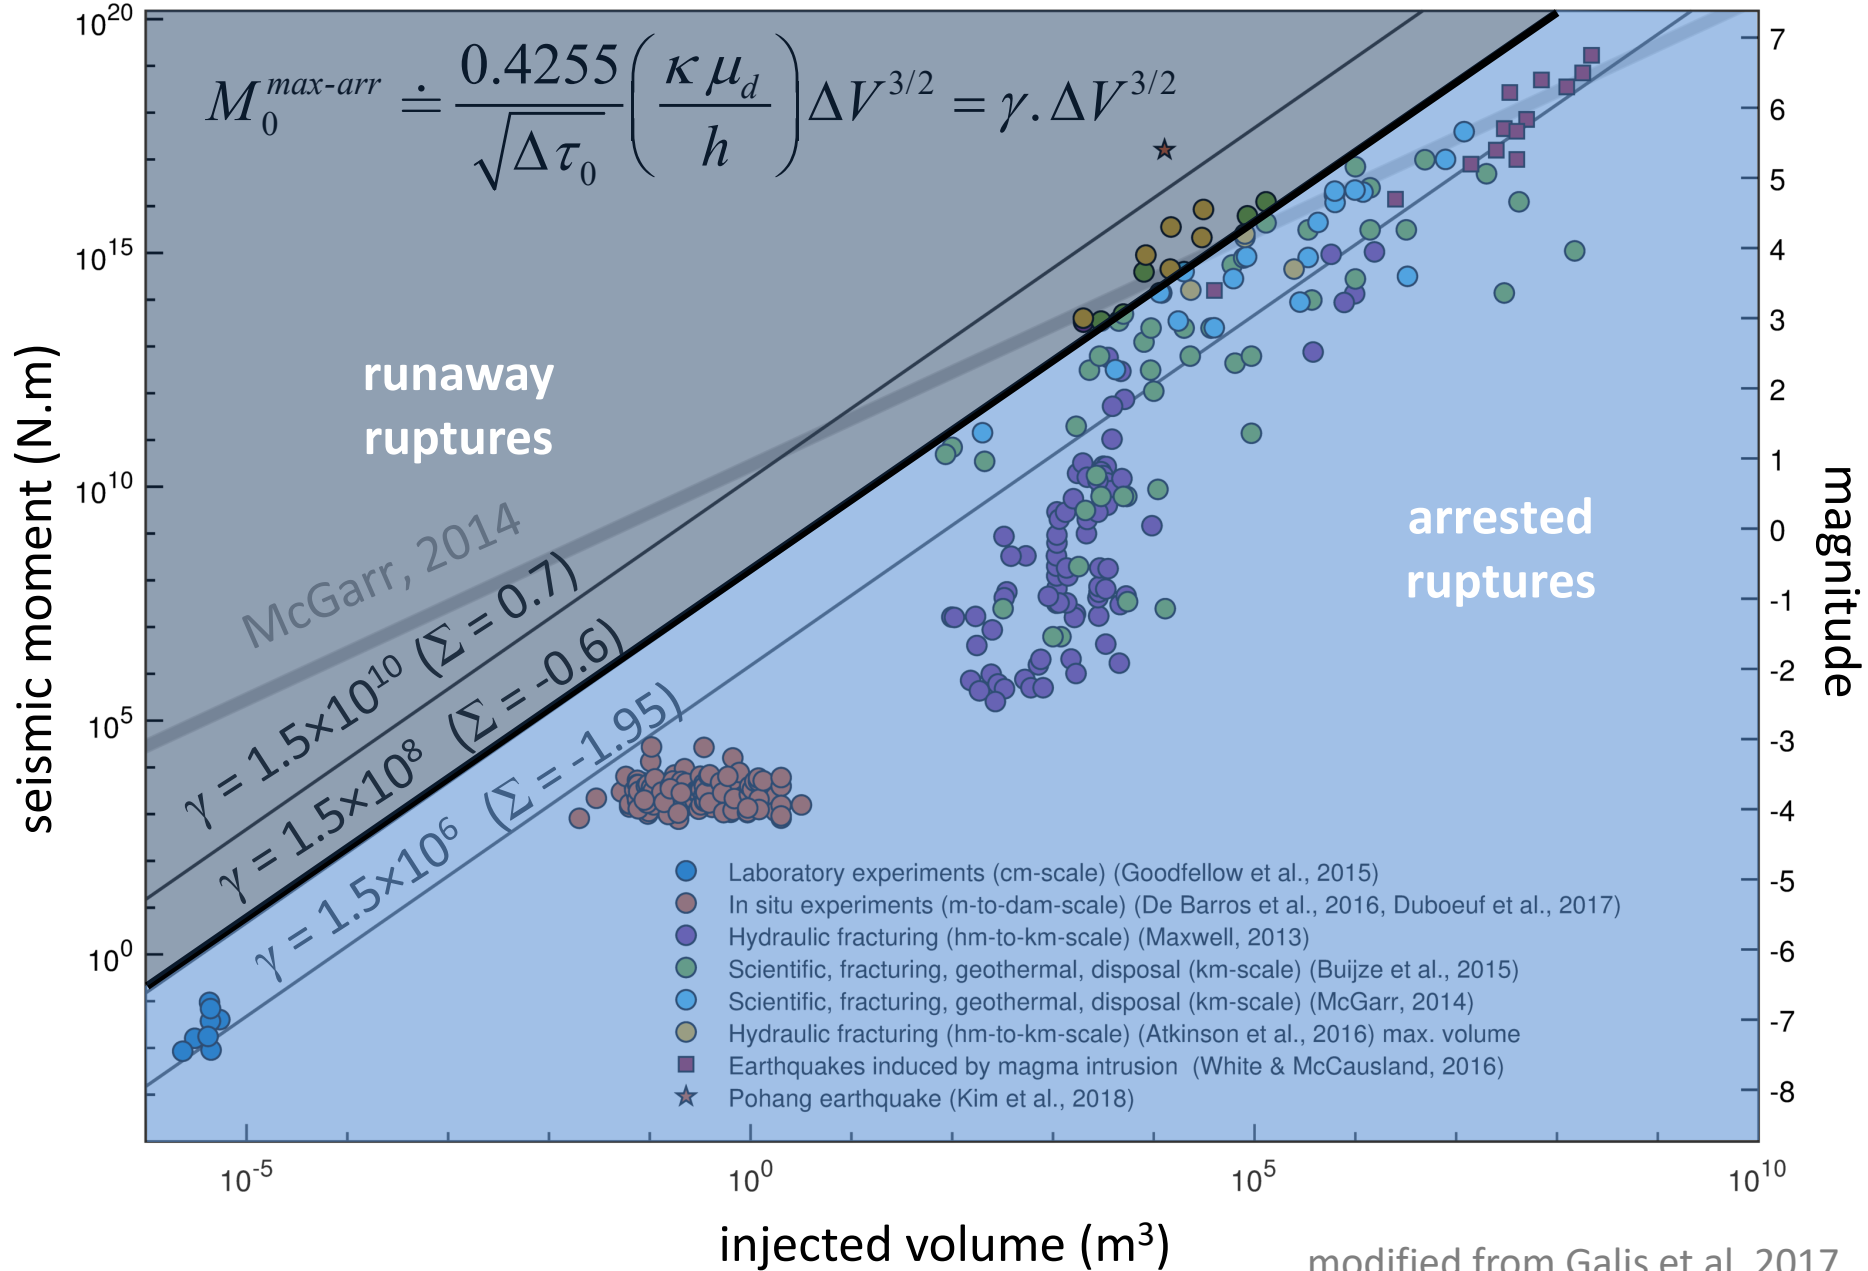 10^20
10^15
10^10
10^5
10^0
seismic moment (N.m)
M_0^{max-arr} ≐ \frac{0.4255}{\sqrt{Δτ_0}} \left( \frac{κ μ_d}{h} \right) ΔV^{3/2} = γ. ΔV^{3/2}
runaway
ruptures
McGarr, 2014
γ = 1.5×10^10 (Σ = 0.7)
γ = 1.5×10^8 (Σ = -0.6)
γ = 1.5×10^6 (Σ = -1.95)
arrested
ruptures
Laboratory experiments (cm-scale) (Goodfellow et al., 2015)
In situ experiments (m-to-dam-scale) (De Barros et al., 2016, Duboeuf et al., 2017)
Hydraulic fracturing (hm-to-km-scale) (Maxwell, 2013)
Scientific, fracturing, geothermal, disposal (km-scale) (Buijze et al., 2015)
Scientific, fracturing, geothermal, disposal (km-scale) (McGarr, 2014)
Hydraulic fracturing (hm-to-km-scale) (Atkinson et al., 2016) max. volume
Earthquakes induced by magma intrusion (White & McCausland, 2016)
Pohang earthquake (Kim et al., 2018)
7
6
5
4
3
2
1
0
-1
-2
-3
-4
-5
-6
-7
-8
magnitude
10^-5
10^0
10^5
10^10
injected volume (m^3)
modified from Galis et al. 2017